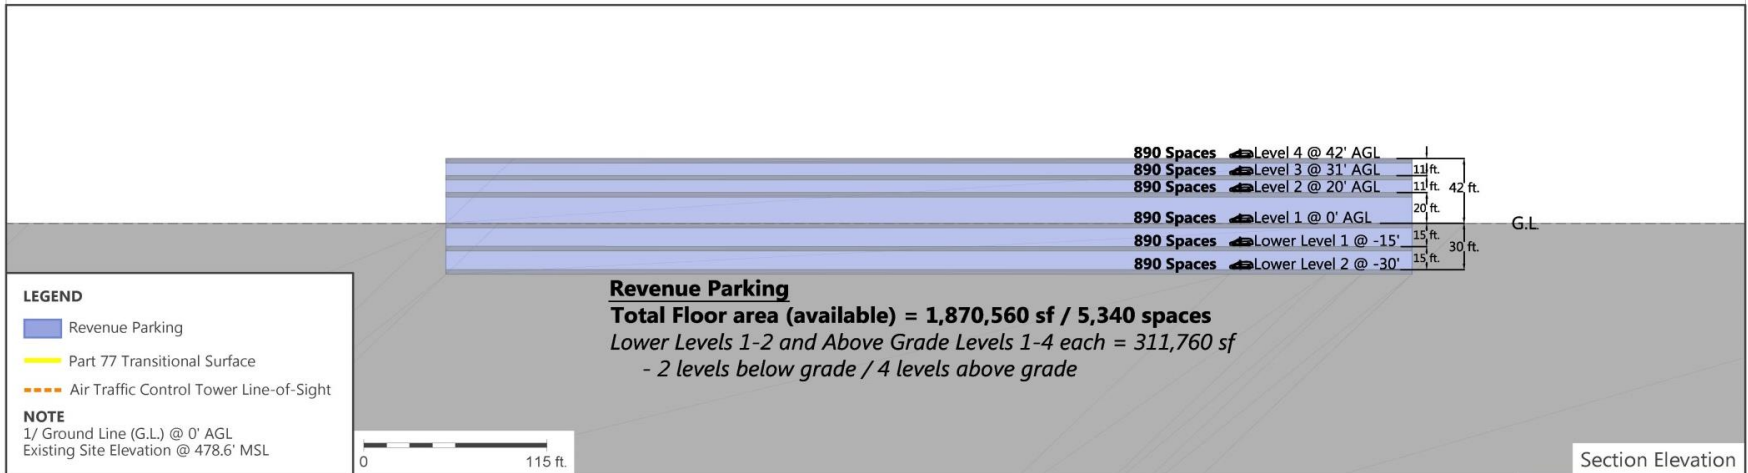 890 Spaces Level 4 @ 42' AGL
890 Spaces Level 3 @ 31' AGL 11 ft.
890 Spaces Level 2 @ 20' AGL 11 ft. 42 ft.
20 ft.
890 Spaces Level 1 @ 0' AGL G.L.
890 Spaces Lower Level 1 @ -15' 15 ft. 30 ft.
890 Spaces Lower Level 2 @ -30' 15 ft.
Revenue Parking
Total Floor area (available) = 1,870,560 sf / 5,340 spaces
Lower Levels 1-2 and Above Grade Levels 1-4 each = 311,760 sf
- 2 levels below grade / 4 levels above grade
LEGEND
Revenue Parking
Part 77 Transitional Surface
Air Traffic Control Tower Line-of-Sight
NOTE
1/ Ground Line (G.L.) @ 0' AGL
Existing Site Elevation @ 478.6' MSL
0 115 ft.
Section Elevation